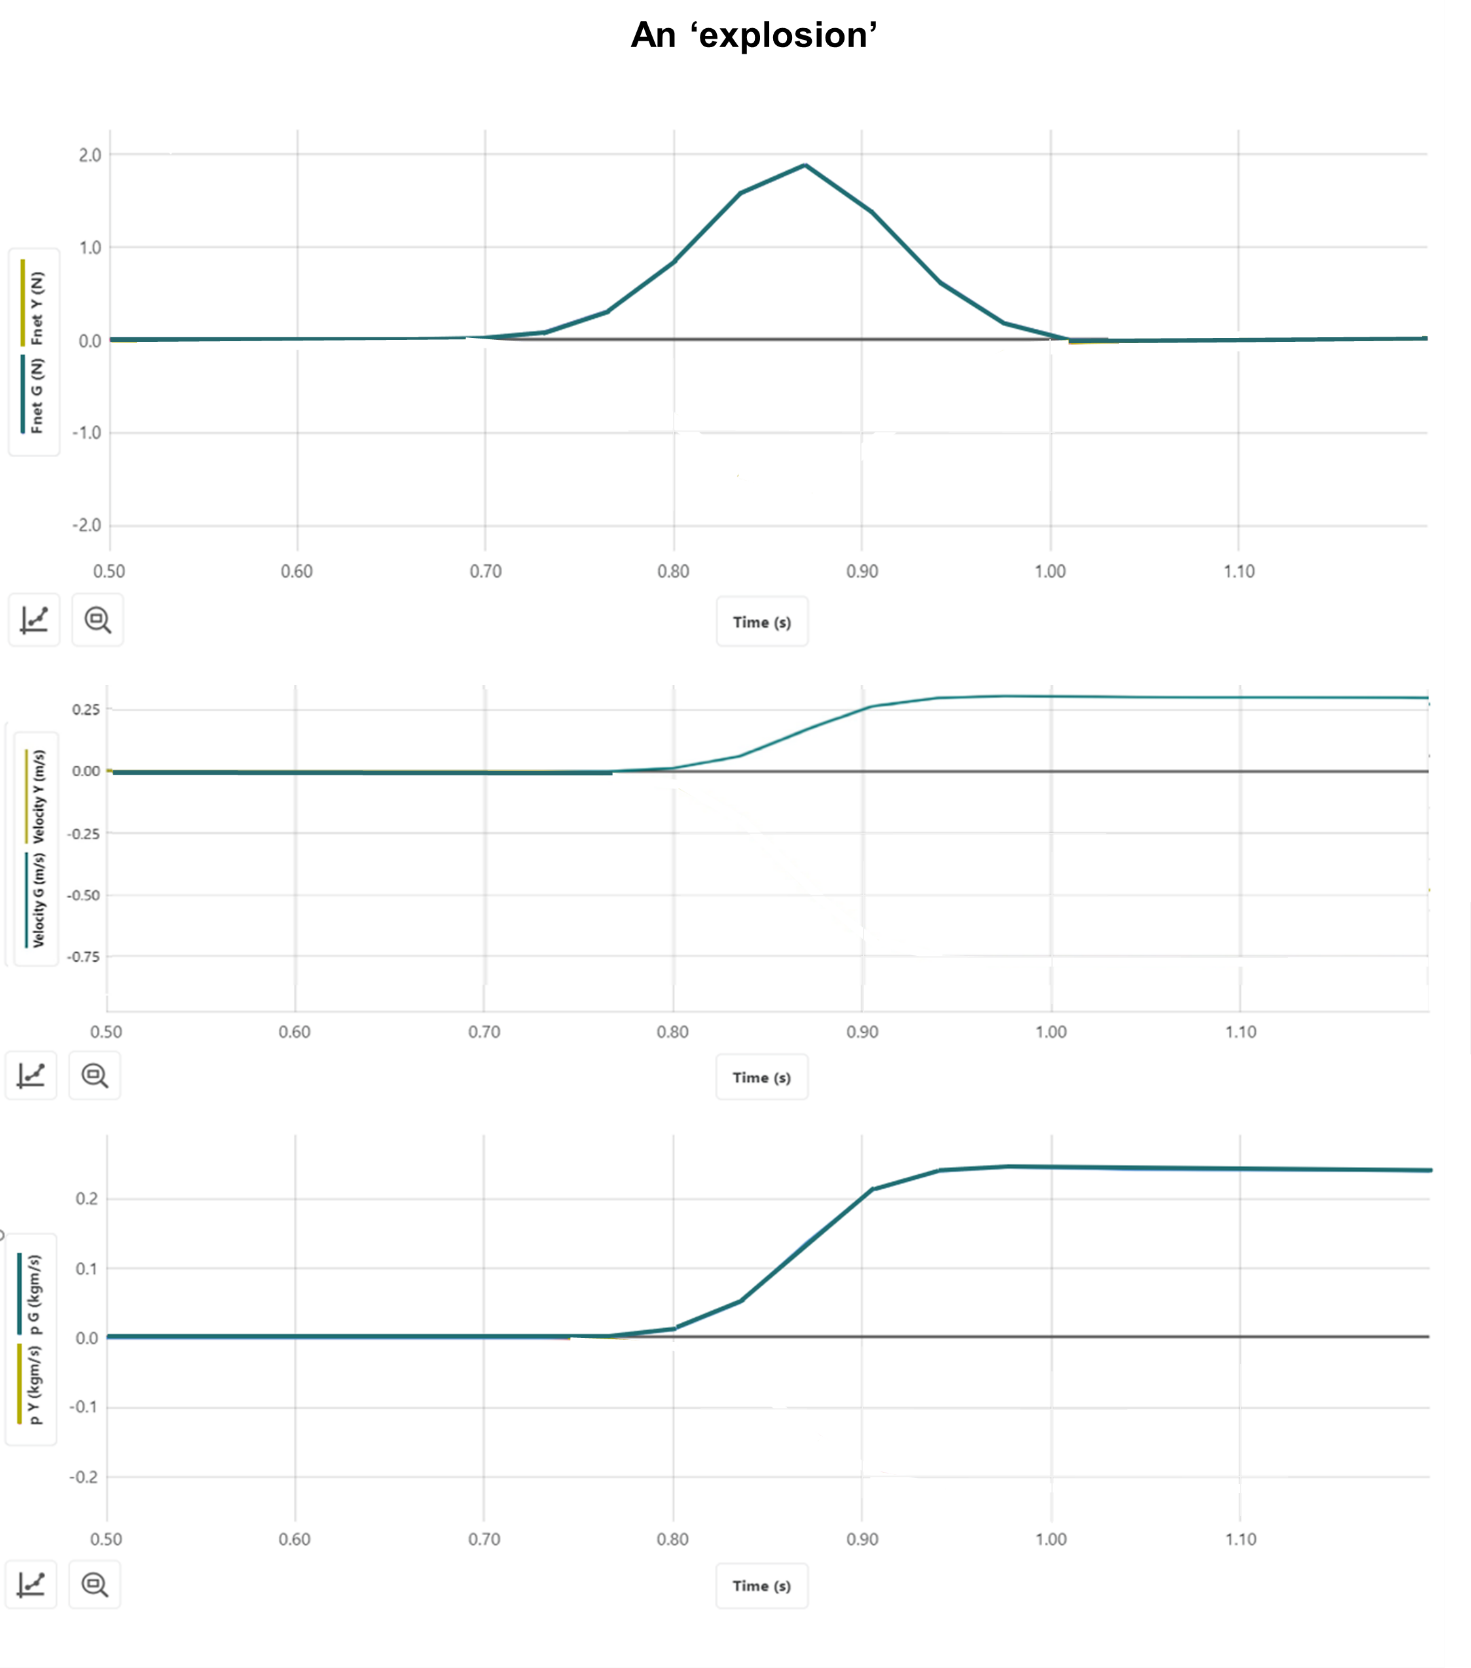 An ‘explosion’
2.0
1.0
0.0
-1.0
-2.0
Fnet Y (N)
Fnet G (N)
0.50 0.60 0.70 0.80 0.90 1.00 1.10
Time (s)
0.25
0.00
-0.25
-0.50
-0.75
Velocity Y (m/s)
Velocity G (m/s)
0.50 0.60 0.70 0.80 0.90 1.00 1.10
Time (s)
0.2
0.1
0.0
-0.1
-0.2
p G (kgm/s)
p Y (kgm/s)
0.50 0.60 0.70 0.80 0.90 1.00 1.10
Time (s)